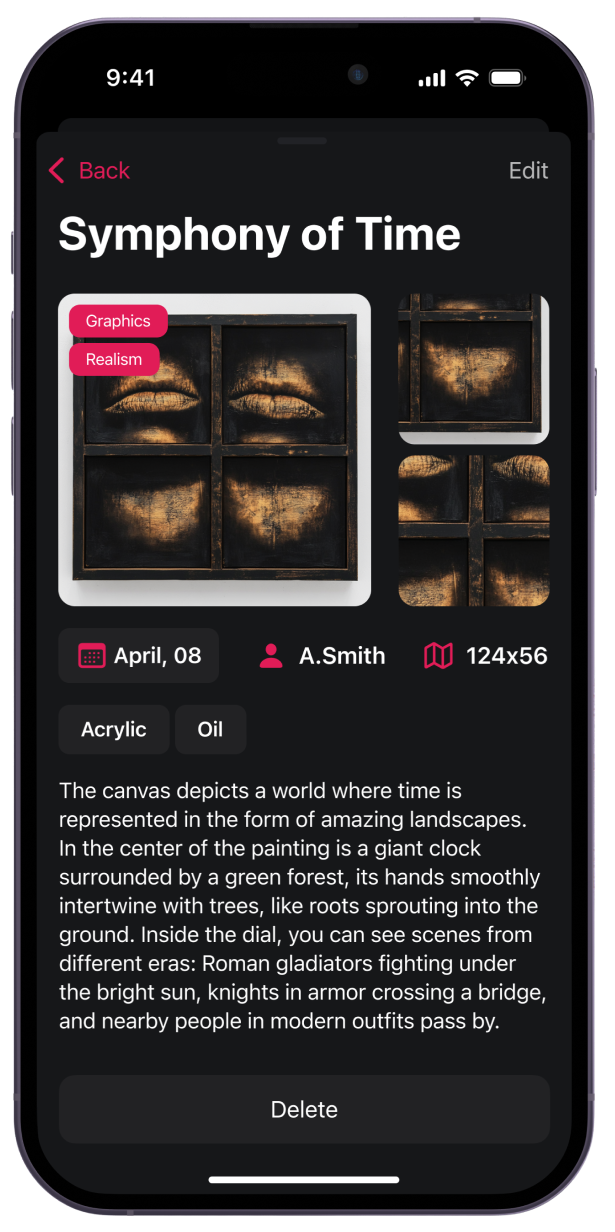 9:41
Back
Edit
Symphony of Time
Graphics
Realism
April, 08
A.Smith
124x56
Acrylic
Oil
The canvas depicts a world where time is
represented in the form of amazing landscapes.
In the center of the painting is a giant clock
surrounded by a green forest, its hands smoothly
intertwine with trees, like roots sprouting into the
ground. Inside the dial, you can see scenes from
different eras: Roman gladiators fighting under
the bright sun, knights in armor crossing a bridge,
and nearby people in modern outfits pass by.
Delete